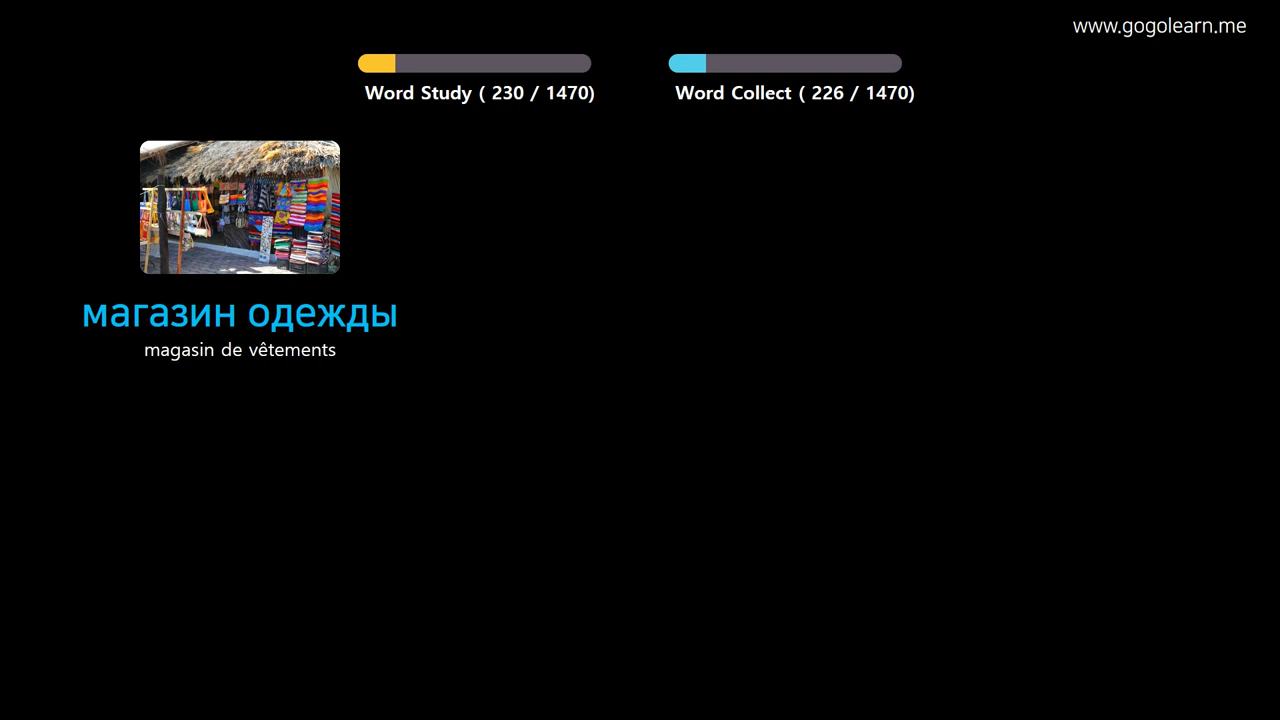 www.gogolearn.me
Word Study ( 230 / 1470)
Word Collect ( 226 / 1470)
магазин одежды
magasin de vêtements